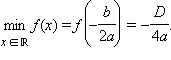 min f(x) = f(-b/2a) = -D/4a.
x∈ℝ